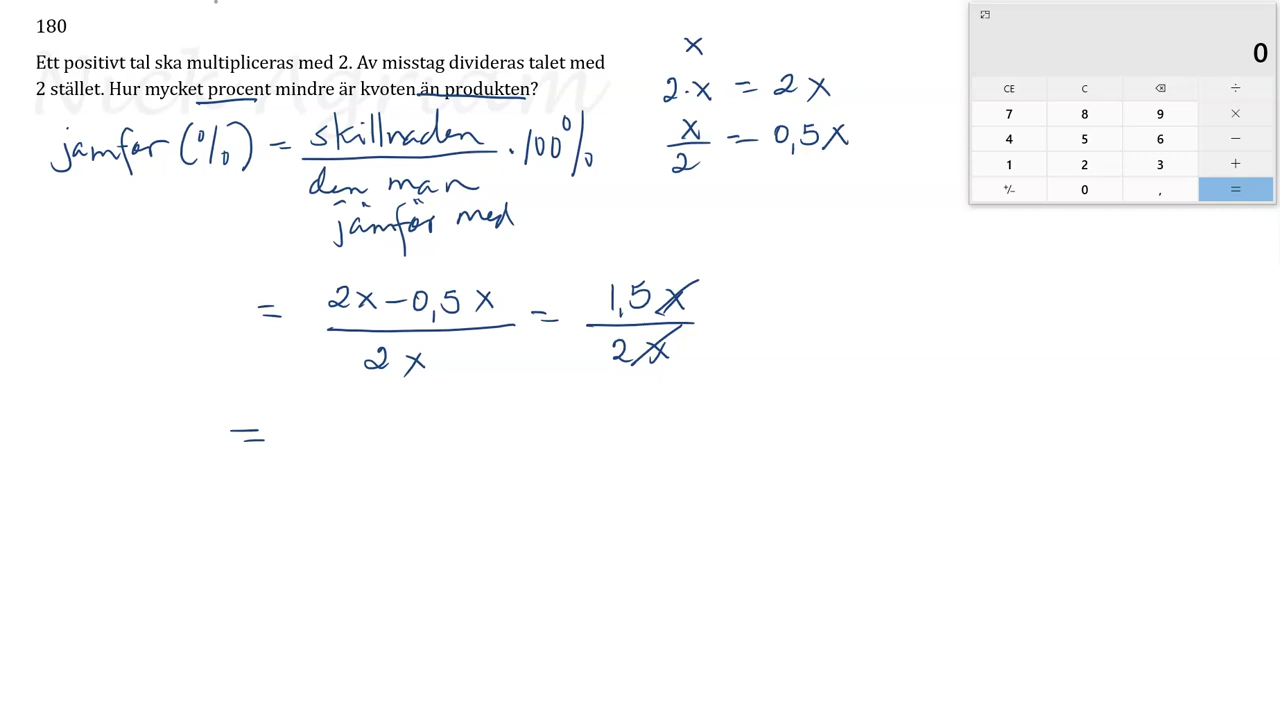 180
Ett positivt tal ska multipliceras med 2. Av misstag divideras talet med
2 stället. Hur mycket procent mindre är kvoten än produkten?
jämför (%) = skillnaden / den man jämför med · 100%
x
2·x = 2x
x/2 = 0,5x
= 2x-0,5x / 2x = 1,5x / 2x
=
0
CE C ⌫ ÷
7 8 9 ×
4 5 6 −
1 2 3 +
+/- 0 , =